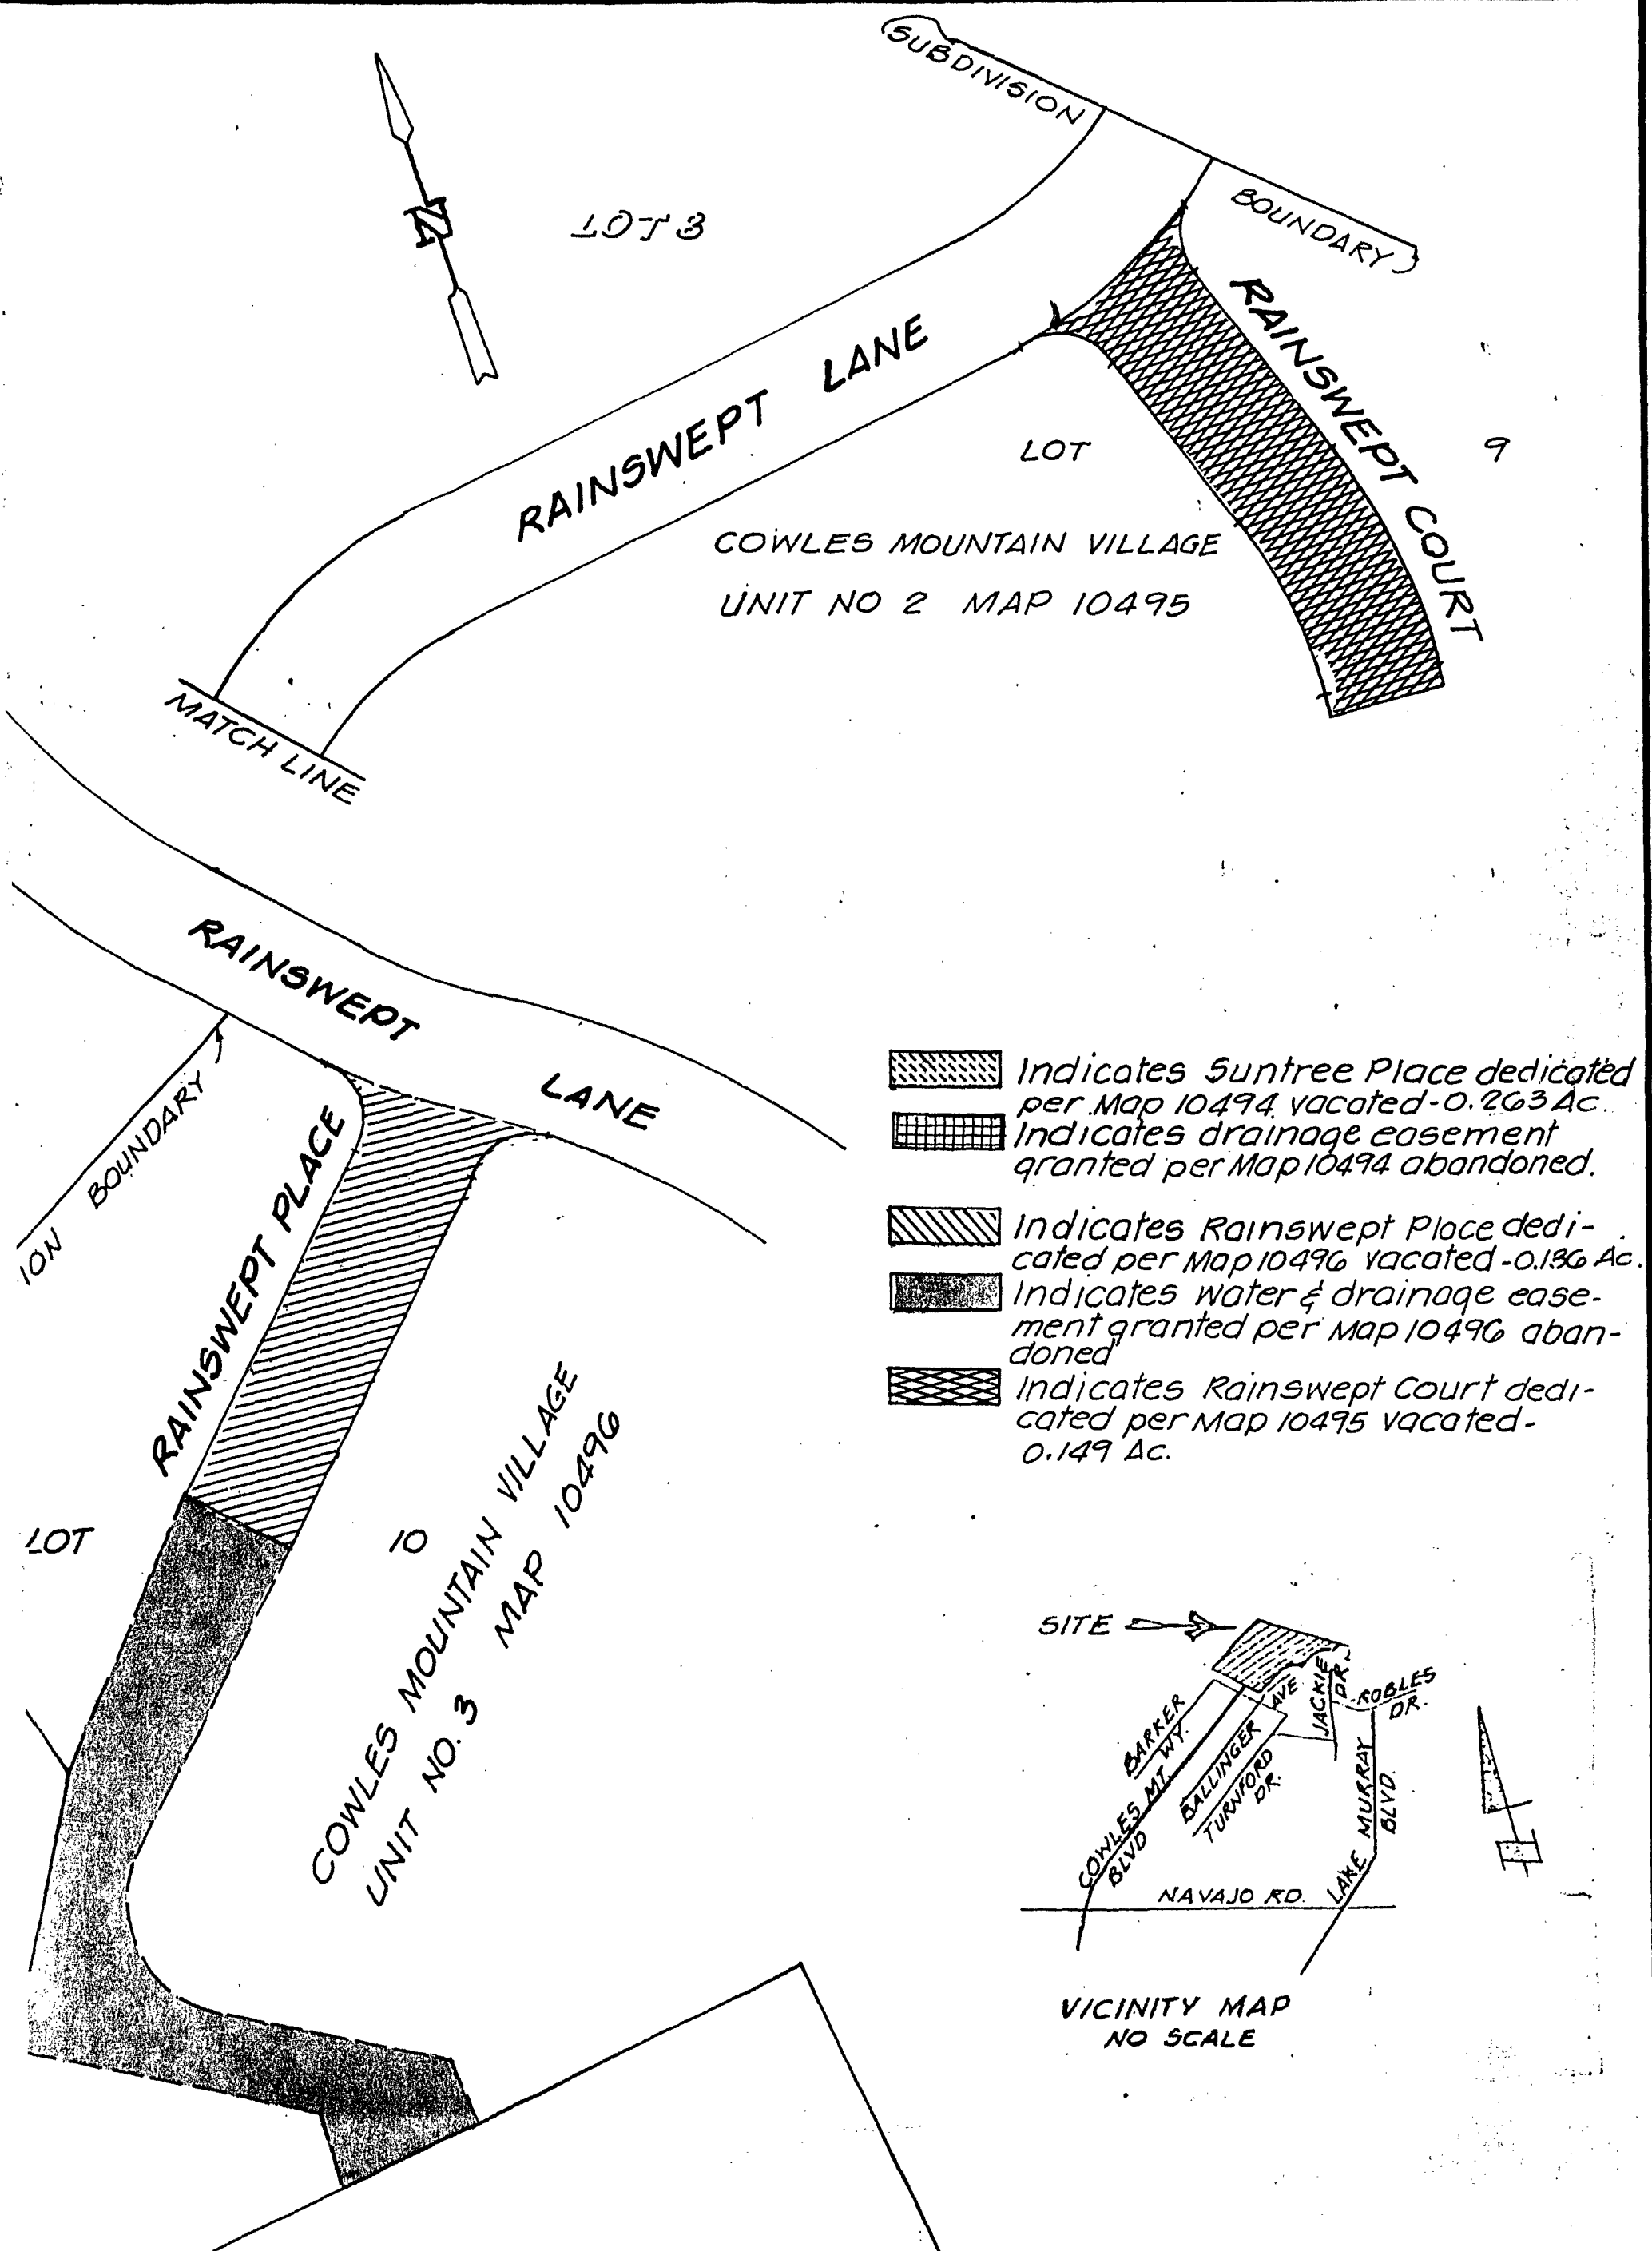 SUBDIVISION
BOUNDARY
N
LOT 3
RAINSWEPT LANE
RAINSWEPT COURT
LOT
9
COWLES MOUNTAIN VILLAGE
UNIT NO 2 MAP 10495
MATCH LINE
RAINSWEPT
LANE
ION BOUNDARY
RAINSWEPT PLACE
Indicates Suntree Place dedicated
per Map 10494 vacated-0.263 Ac.
Indicates drainage easement
granted per Map 10494 abandoned.
Indicates Rainswept Place dedi-
cated per Map 10496 vacated-0.136 Ac.
Indicates water & drainage ease-
ment granted per Map 10496 aban-
doned
Indicates Rainswept Court dedi-
cated per Map 10495 vacated-
0.149 Ac.
LOT
10
COWLES MOUNTAIN VILLAGE
UNIT NO. 3 MAP 10496
SITE
BARKER
WY.
COWLES MT.
BLVD
BALLINGER
AVE
TURNFORD
DR.
JACKIE
DR.
ROBLES
DR.
LAKE MURRAY
BLVD.
NAVAJO RD.
N
VICINITY MAP
NO SCALE